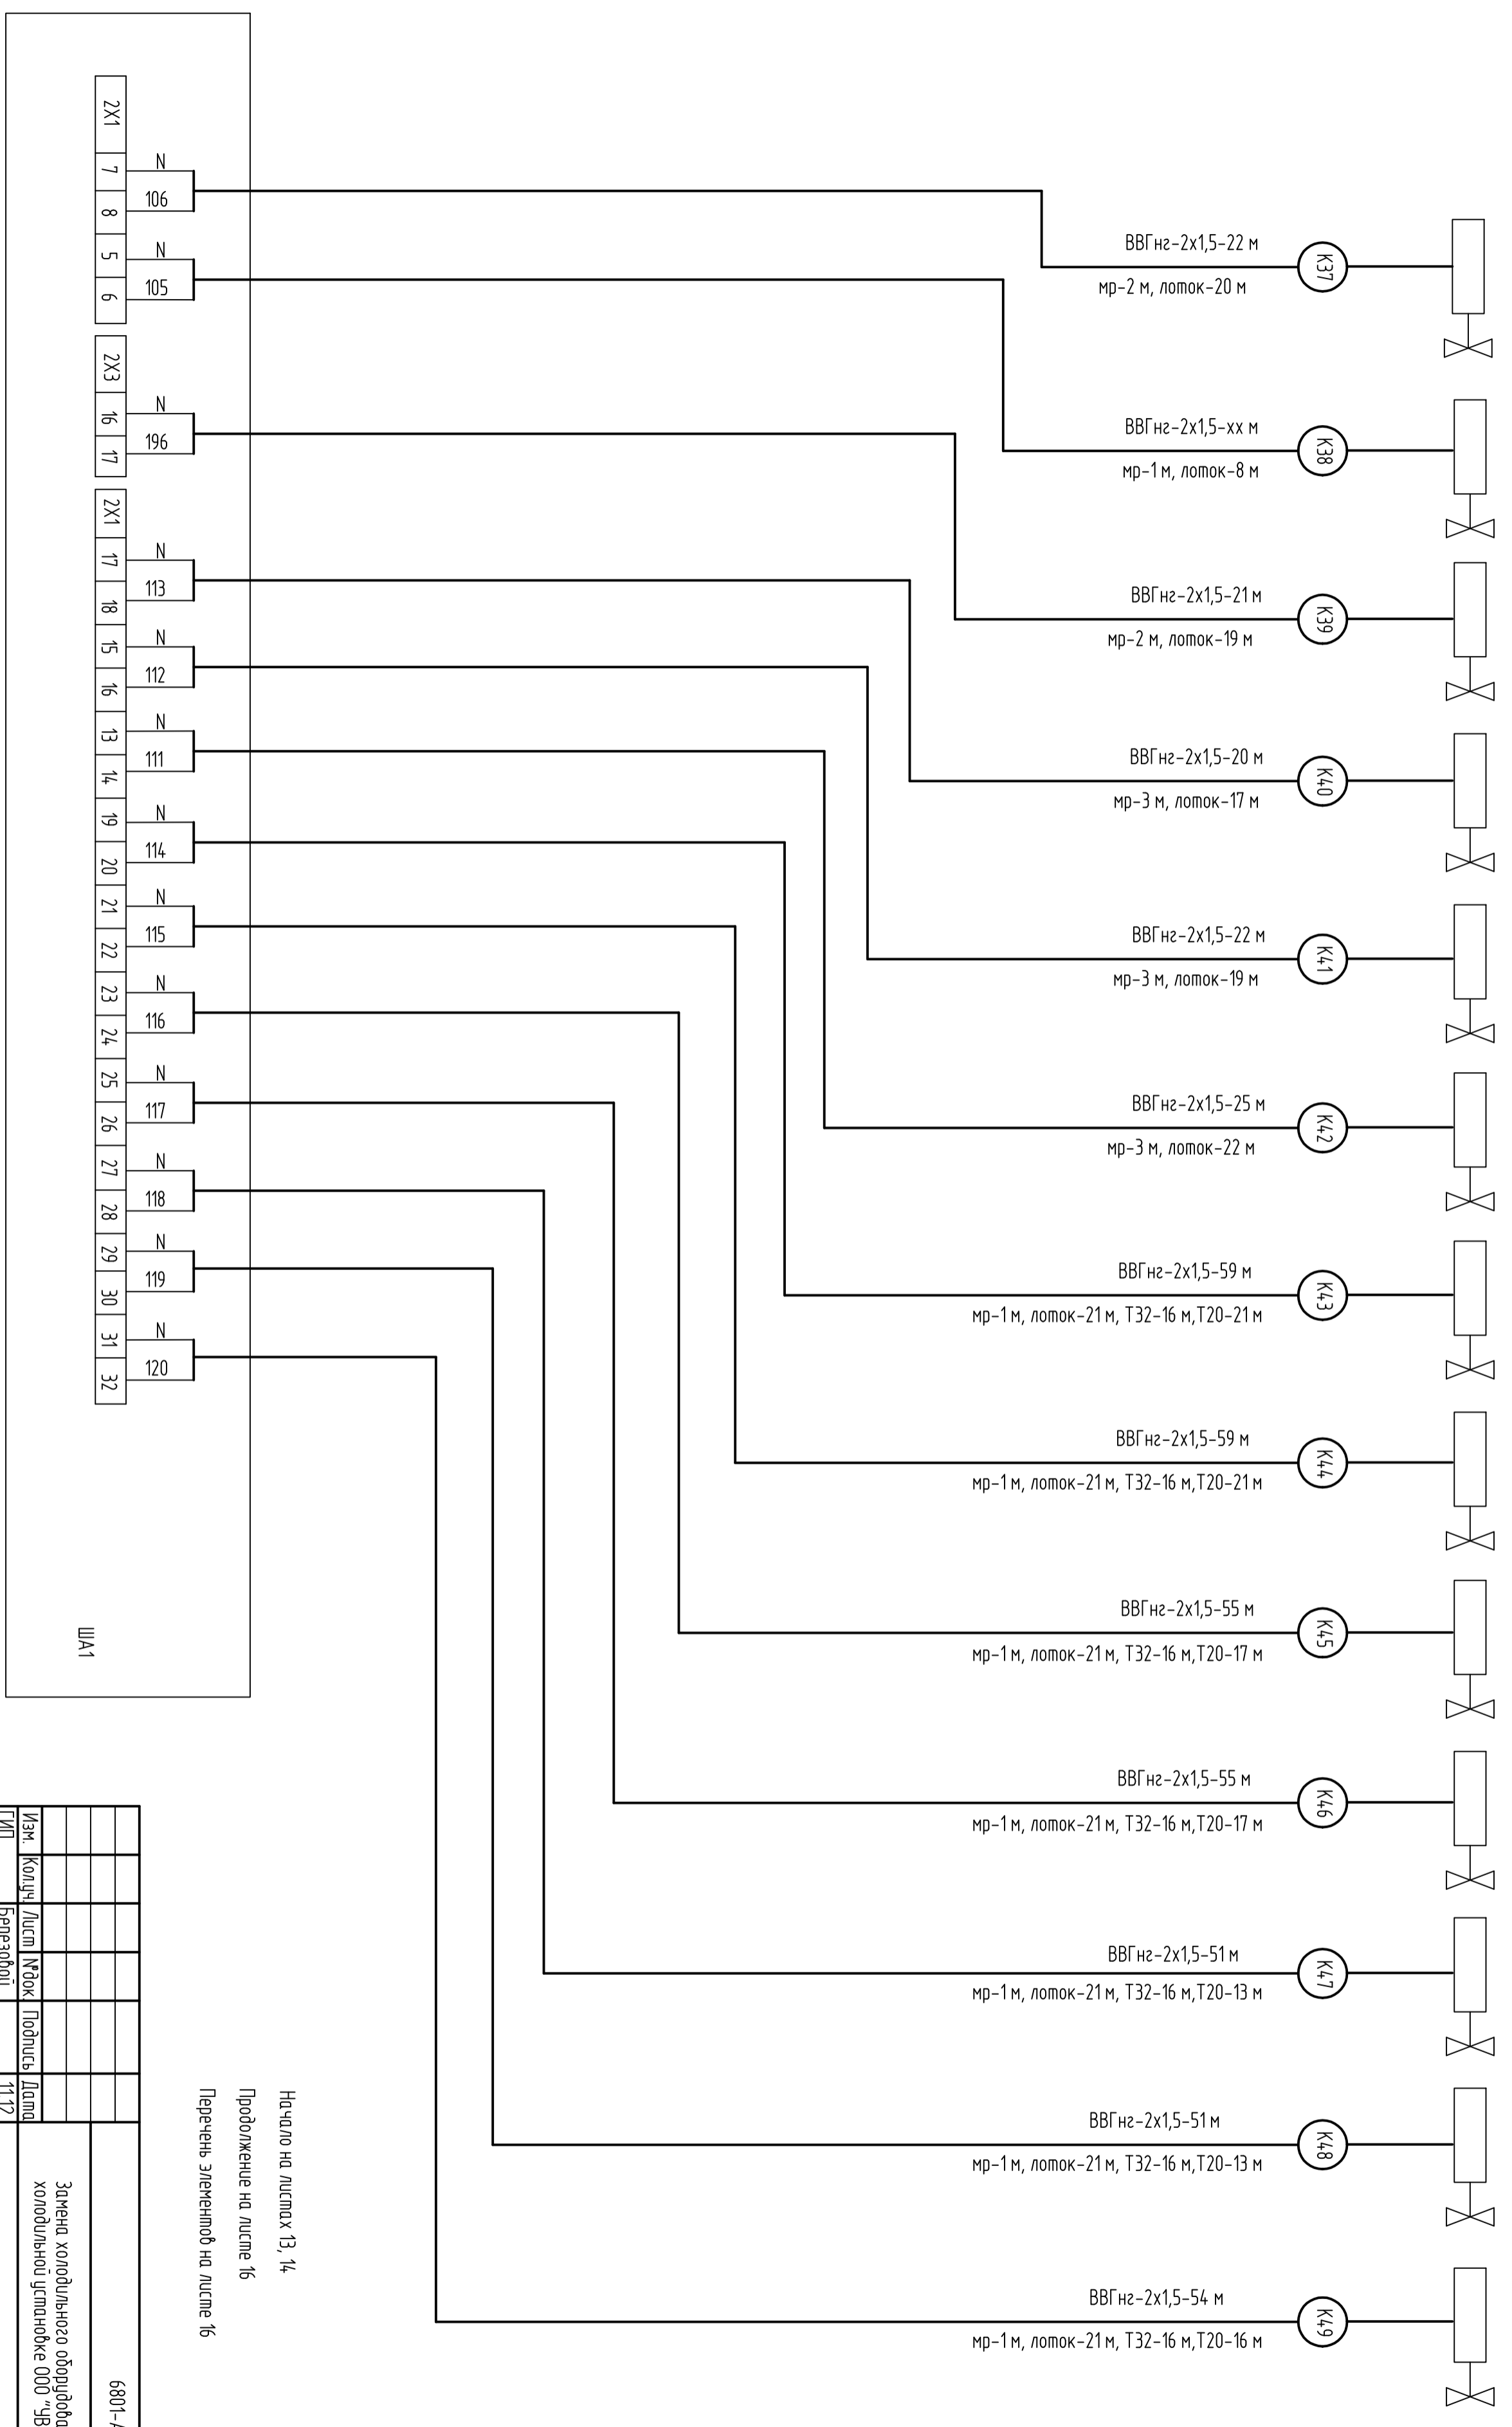 2X1
7
8
5
6
N
106
N
105
2X3
16
17
N
196
2X1
17
18
15
16
13
14
19
20
21
22
23
24
25
26
27
28
29
30
31
32
N
113
N
112
N
111
N
114
N
115
N
116
N
117
N
118
N
119
N
120
ША1
ВВГнг-2х1,5-22 м
мр-2 м, лоток-20 м
К37
ВВГнг-2х1,5-хх м
мр-1 м, лоток-8 м
К38
ВВГнг-2х1,5-21 м
мр-2 м, лоток-19 м
К39
ВВГнг-2х1,5-20 м
мр-3 м, лоток-17 м
К40
ВВГнг-2х1,5-22 м
мр-3 м, лоток-19 м
К41
ВВГнг-2х1,5-25 м
мр-3 м, лоток-22 м
К42
ВВГнг-2х1,5-59 м
мр-1 м, лоток-21 м, Т32-16 м,Т20-21 м
К43
ВВГнг-2х1,5-59 м
мр-1 м, лоток-21 м, Т32-16 м,Т20-21 м
К44
ВВГнг-2х1,5-55 м
мр-1 м, лоток-21 м, Т32-16 м,Т20-17 м
К45
ВВГнг-2х1,5-55 м
мр-1 м, лоток-21 м, Т32-16 м,Т20-17 м
К46
ВВГнг-2х1,5-51 м
мр-1 м, лоток-21 м, Т32-16 м,Т20-13 м
К47
ВВГнг-2х1,5-51 м
мр-1 м, лоток-21 м, Т32-16 м,Т20-13 м
К48
ВВГнг-2х1,5-54 м
мр-1 м, лоток-21 м, Т32-16 м,Т20-16 м
К49
Начало на листах 13, 14
Продолжение на листе 16
Перечень элементов на листе 16
6801-А
Замена холодильного оборудова
холодильной установке ООО "УВ
Изм. Кол.уч. Лист №док. Подпись Дата
ГИП Березовой 11.12